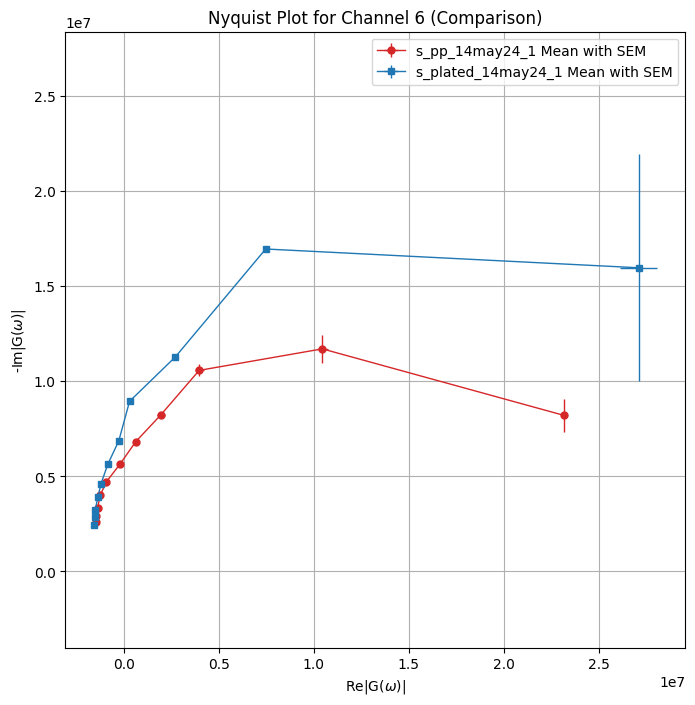 Nyquist Plot for Channel 6 (Comparison)
1e7
s_pp_14may24_1 Mean with SEM
s_plated_14may24_1 Mean with SEM
2.5
2.0
1.5
1.0
0.5
0.0
-Im|G(ω)|
0.0 0.5 1.0 1.5 2.0 2.5
1e7
Re|G(ω)|